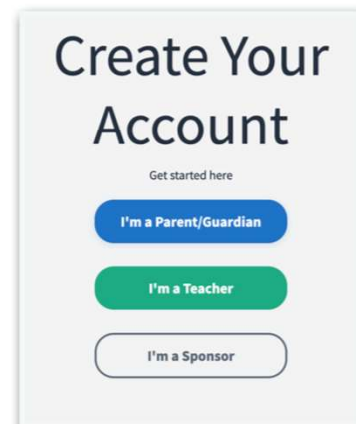 Create Your
Account
Get started here
I'm a Parent/Guardian
I'm a Teacher
I'm a Sponsor